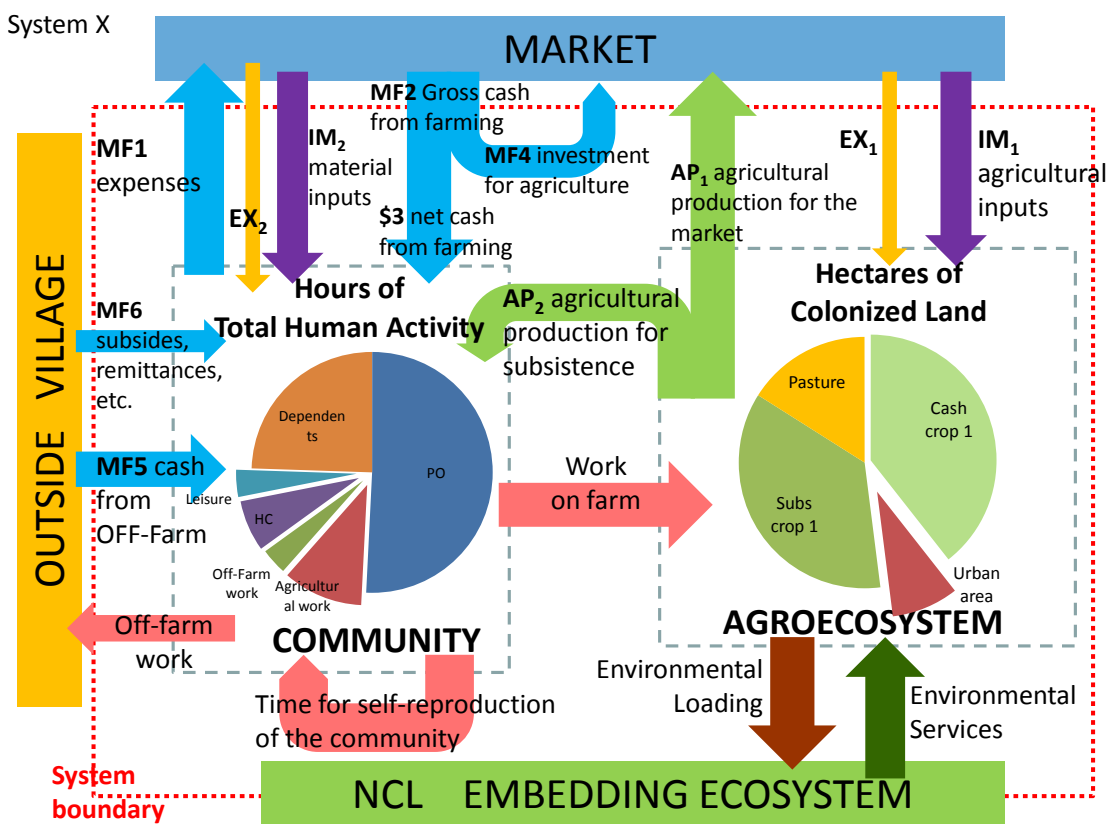 System X
MARKET
MF1
expenses
EX2
IM2
material
inputs
MF2 Gross cash
from farming
MF4 investment
for agriculture
$3 net cash
from farming
AP1 agricultural
production for the
market
EX1
IM1
agricultural
inputs
OUTSIDE VILLAGE
MF6
subsides,
remittances,
etc.
MF5 cash
from
OFF-Farm
Off-farm
work
Hours of
Total Human Activity
Dependen
ts
PO
Leisure
HC
Off-Farm
work
Agricultur
al work
COMMUNITY
AP2 agricultural
production for
subsistence
Work
on farm
Hectares of
Colonized Land
Pasture
Cash
crop 1
Subs
crop 1
Urban
area
AGROECOSYSTEM
Time for self-reproduction
of the community
Environmental
Loading
Environmental
Services
System
boundary
NCL EMBEDDING ECOSYSTEM